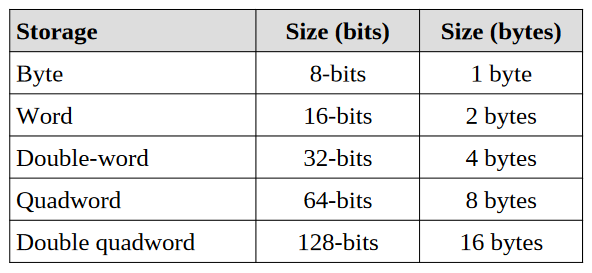 Storage Size (bits) Size (bytes)
Byte 8-bits 1 byte
Word 16-bits 2 bytes
Double-word 32-bits 4 bytes
Quadword 64-bits 8 bytes
Double quadword 128-bits 16 bytes